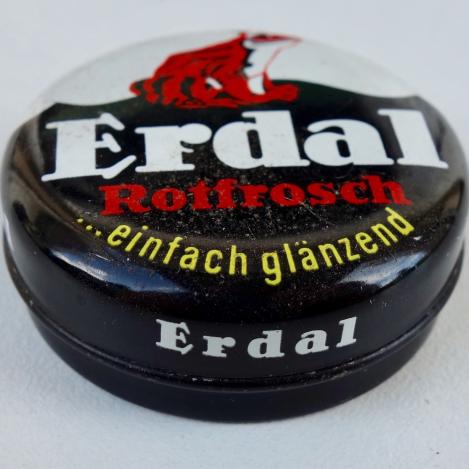 Erdal
Rotfrosch
...einfach glänzend
Erdal